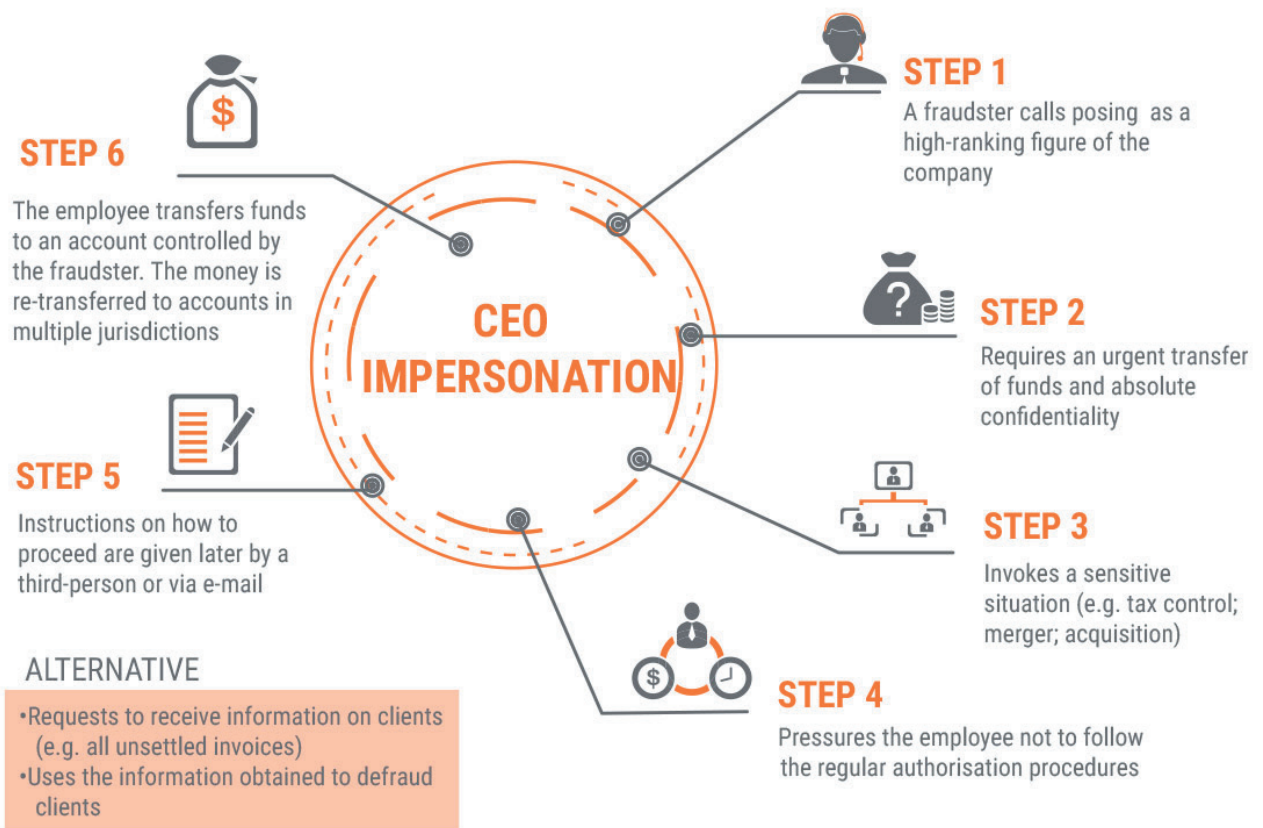 CEO
IMPERSONATION
STEP 1
A fraudster calls posing as a
high-ranking figure of the
company
STEP 2
Requires an urgent transfer
of funds and absolute
confidentiality
STEP 3
Invokes a sensitive
situation (e.g. tax control;
merger; acquisition)
STEP 4
Pressures the employee not to follow
the regular authorisation procedures
STEP 5
Instructions on how to
proceed are given later by a
third-person or via e-mail
STEP 6
The employee transfers funds
to an account controlled by
the fraudster. The money is
re-transferred to accounts in
multiple jurisdictions
ALTERNATIVE
•Requests to receive information on clients
(e.g. all unsettled invoices)
•Uses the information obtained to defraud
clients
$
?
$